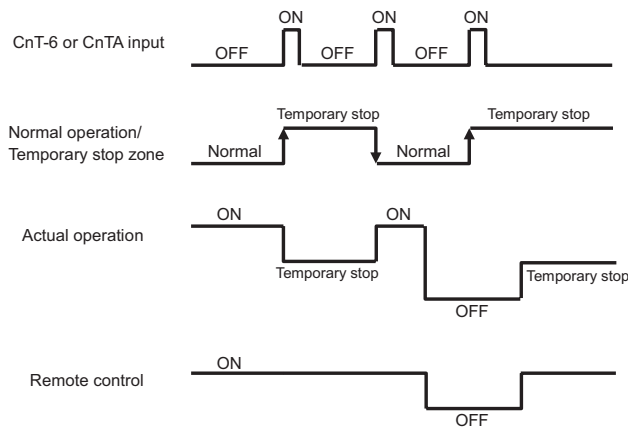 ON ON ON
CnT-6 or CnTA input
OFF OFF OFF
Temporary stop Temporary stop
Normal operation/
Temporary stop zone
Normal Normal
ON ON
Actual operation
Temporary stop Temporary stop
OFF
ON
Remote control
OFF